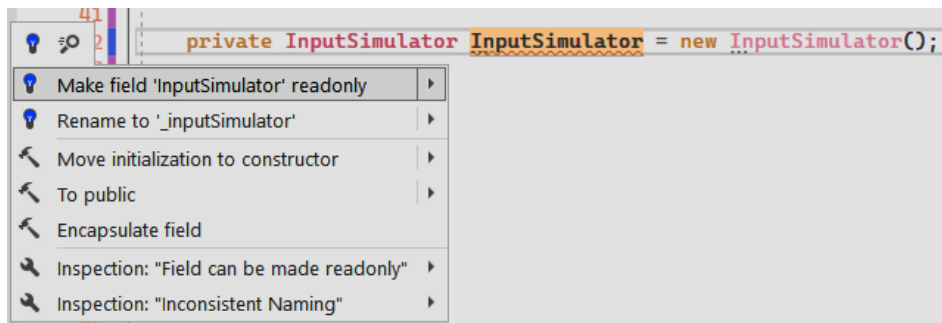 41
2 private InputSimulator InputSimulator = new InputSimulator();
Make field 'InputSimulator' readonly
Rename to '_inputSimulator'
Move initialization to constructor
To public
Encapsulate field
Inspection: "Field can be made readonly"
Inspection: "Inconsistent Naming"